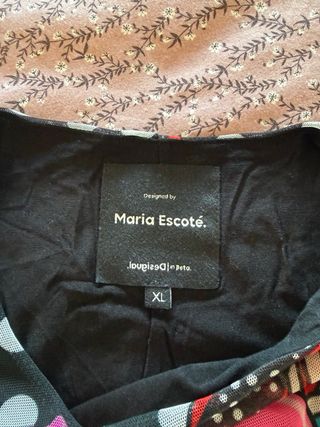 Designed by
Maria Escoté.
Desigual.
XL